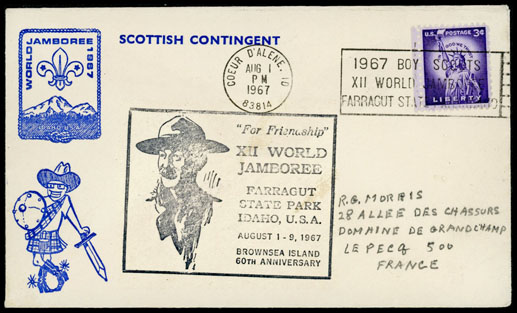 WORLD JAMBOREE 1967
IDAHO U.S.A.
SCOTTISH CONTINGENT
COEUR D'ALENE, ID
AUG 1
PM
1967
83814
1967 BOY SCOUTS
XII WORLD
FARRAGUT STATE
U.S. POSTAGE 3¢
LIBERTY
"For Friendship"
XII WORLD
JAMBOREE
FARRAGUT
STATE PARK
IDAHO, U.S.A.
AUGUST 1-9, 1967
BROWNSEA ISLAND
60TH ANNIVERSARY
R.G. MORRIS
28 ALLEE DES CHASSURS
DOMAINE DE GRANDCHAMP
LE PECQ 500
FRANCE